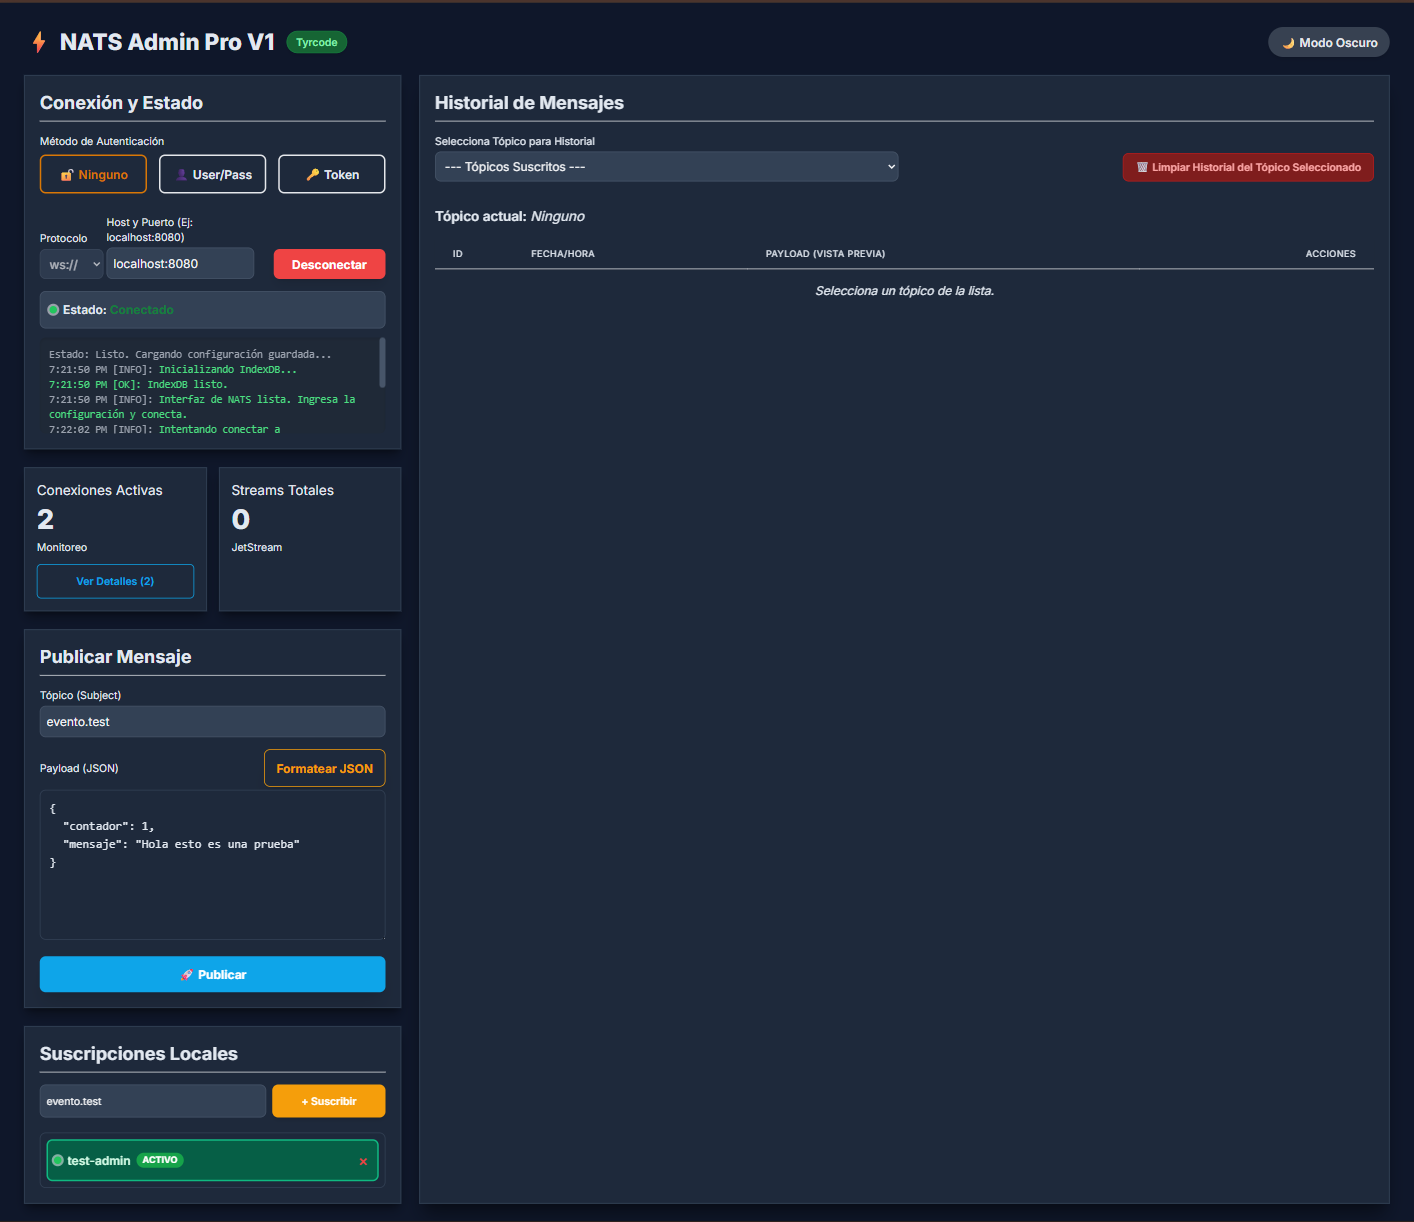 NATS Admin Pro V1
Tyrcode
Modo Oscuro
Conexión y Estado
Método de Autenticación
Ninguno
User/Pass
Token
Protocolo
Host y Puerto (Ej:
localhost:8080)
ws://
localhost:8080
Desconectar
Estado: Conectado
Estado: Listo. Cargando configuración guardada...
7:21:50 PM [INFO]: Inicializando IndexDB...
7:21:50 PM [OK]: IndexDB listo.
7:21:50 PM [INFO]: Interfaz de NATS lista. Ingresa la
configuración y conecta.
7:22:02 PM [INFO]: Intentando conectar a
Conexiones Activas
2
Monitoreo
Ver Detalles (2)
Streams Totales
0
JetStream
Publicar Mensaje
Tópico (Subject)
evento.test
Payload (JSON)
Formatear JSON
{
"contador": 1,
"mensaje": "Hola esto es una prueba"
}
Publicar
Suscripciones Locales
evento.test
+ Suscribir
test-admin ACTIVO ×
Historial de Mensajes
Selecciona Tópico para Historial
--- Tópicos Suscritos ---
Limpiar Historial del Tópico Seleccionado
Tópico actual: Ninguno
ID FECHA/HORA PAYLOAD (VISTA PREVIA) ACCIONES
Selecciona un tópico de la lista.